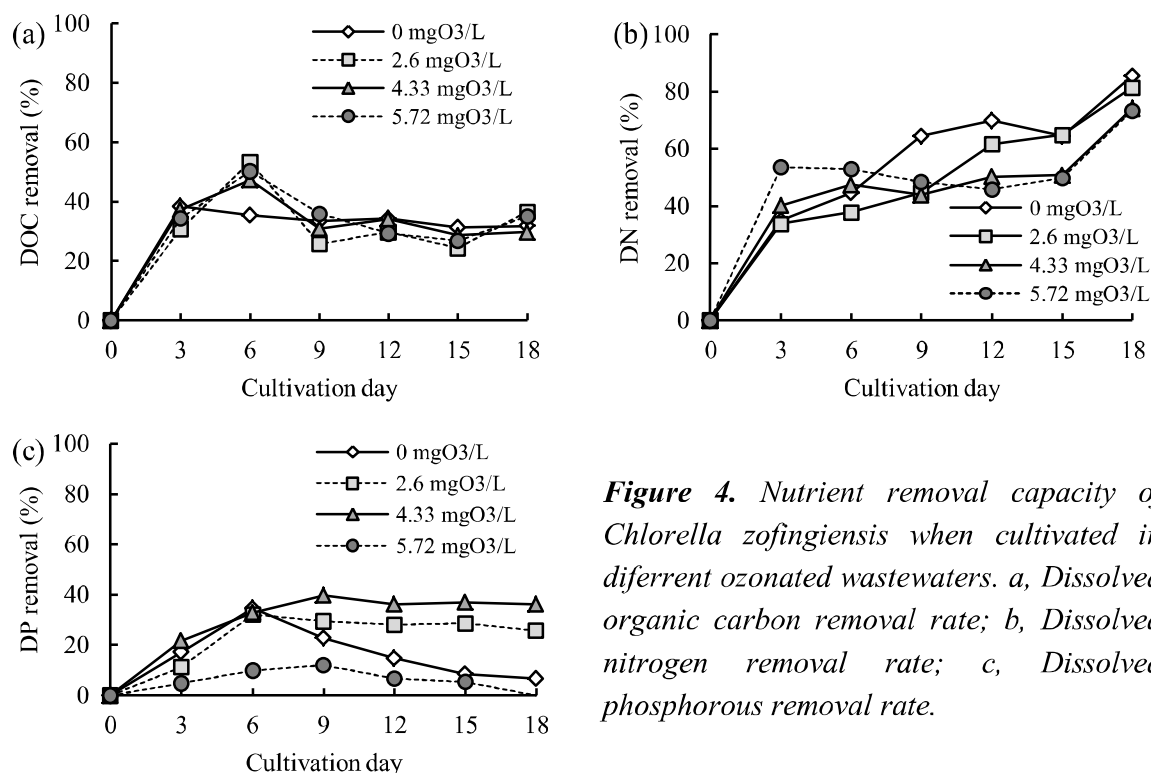 (a)
100
80
60
40
20
0
DOC removal (%)
0 mgO3/L
2.6 mgO3/L
4.33 mgO3/L
5.72 mgO3/L
0 3 6 9 12 15 18
Cultivation day
(b)
100
80
60
40
20
0
DN removal (%)
0 mgO3/L
2.6 mgO3/L
4.33 mgO3/L
5.72 mgO3/L
0 3 6 9 12 15 18
Cultivation day
(c)
100
80
60
40
20
0
DP removal (%)
0 mgO3/L
2.6 mgO3/L
4.33 mgO3/L
5.72 mgO3/L
0 3 6 9 12 15 18
Cultivation day
Figure 4. Nutrient removal capacity of
Chlorella zofingiensis when cultivated in
diferrent ozonated wastewaters. a, Dissolved
organic carbon removal rate; b, Dissolved
nitrogen removal rate; c, Dissolved
phosphorous removal rate.